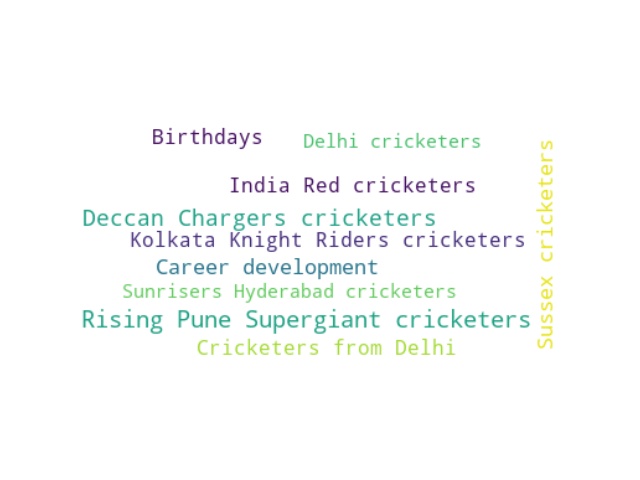 Birthdays
Delhi cricketers
India Red cricketers
Deccan Chargers cricketers
Kolkata Knight Riders cricketers
Career development
Sunrisers Hyderabad cricketers
Rising Pune Supergiant cricketers
Cricketers from Delhi
Sussex cricketers